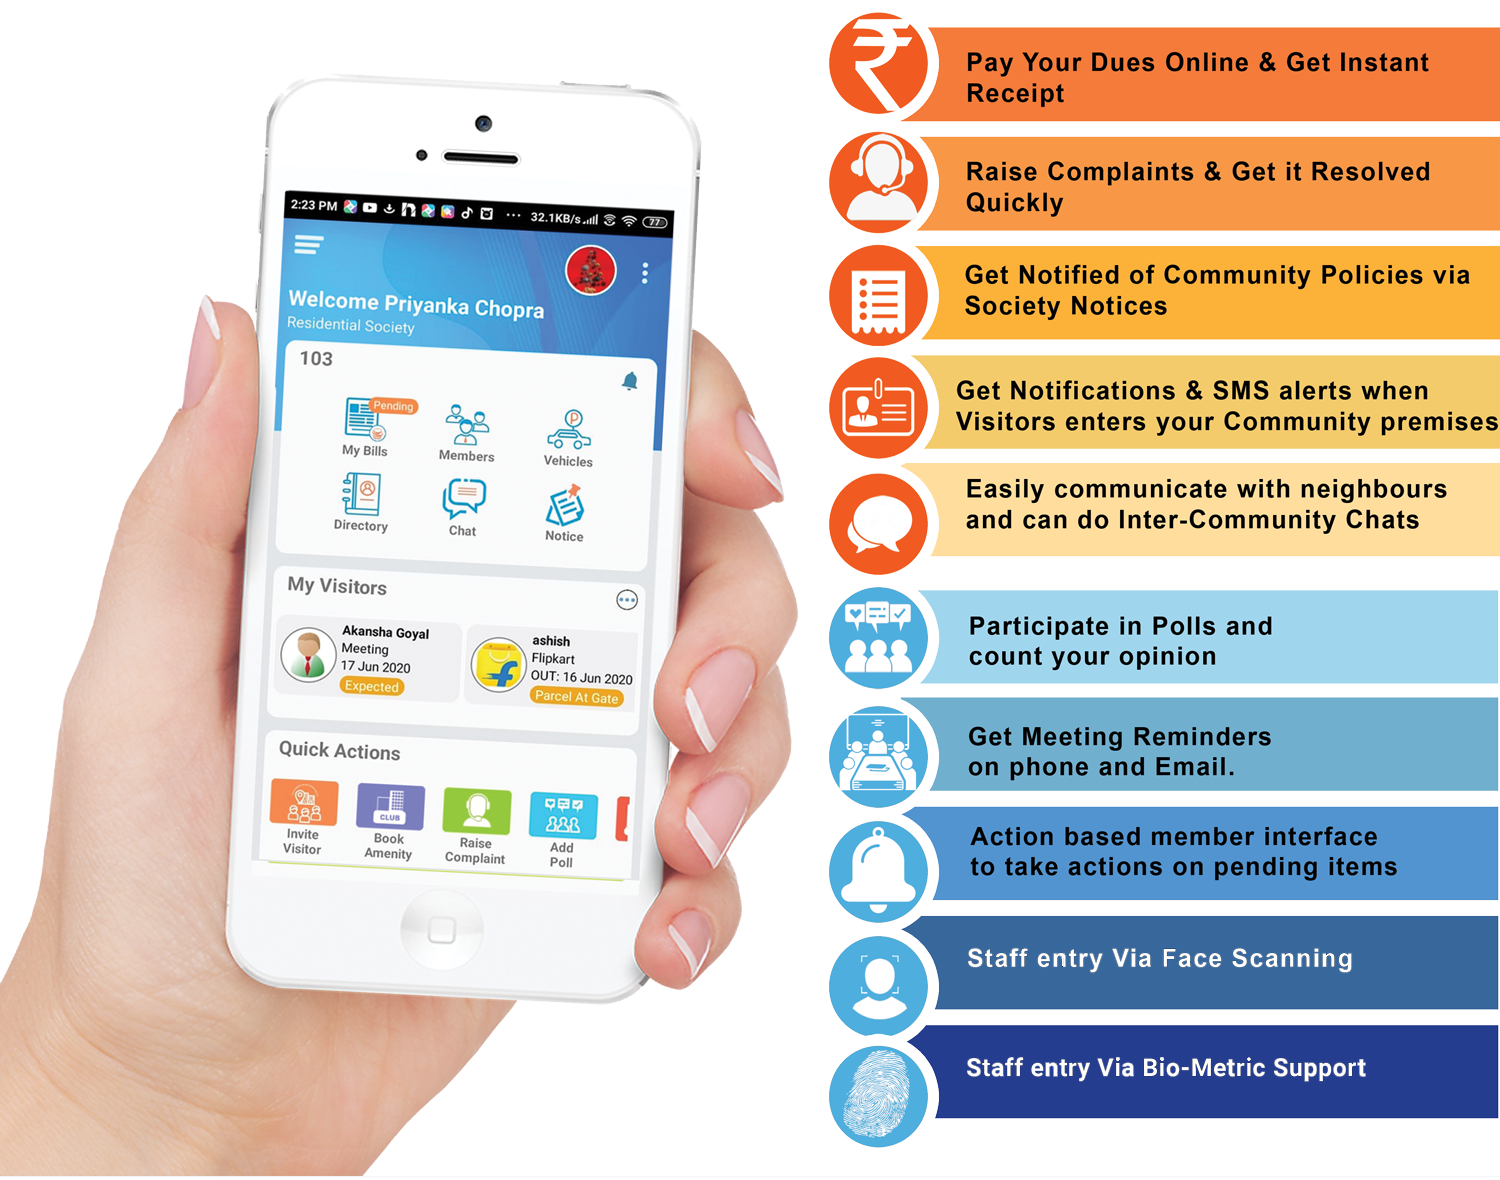 2:23 PM
32.1KB/s
77
Welcome Priyanka Chopra
Residential Society
103
Pending
My Bills
Members
Vehicles
Directory
Chat
Notice
My Visitors
Akansha Goyal
Meeting
17 Jun 2020
Expected
ashish
Flipkart
OUT: 16 Jun 2020
Parcel At Gate
Quick Actions
CLUB
Invite
Visitor
Book
Amenity
Raise
Complaint
Add
Poll
₹
Pay Your Dues Online & Get Instant
Receipt
Raise Complaints & Get it Resolved
Quickly
Get Notified of Community Policies via
Society Notices
Get Notifications & SMS alerts when
Visitors enters your Community premises
Easily communicate with neighbours
and can do Inter-Community Chats
Participate in Polls and
count your opinion
Get Meeting Reminders
on phone and Email.
Action based member interface
to take actions on pending items
Staff entry Via Face Scanning
Staff entry Via Bio-Metric Support